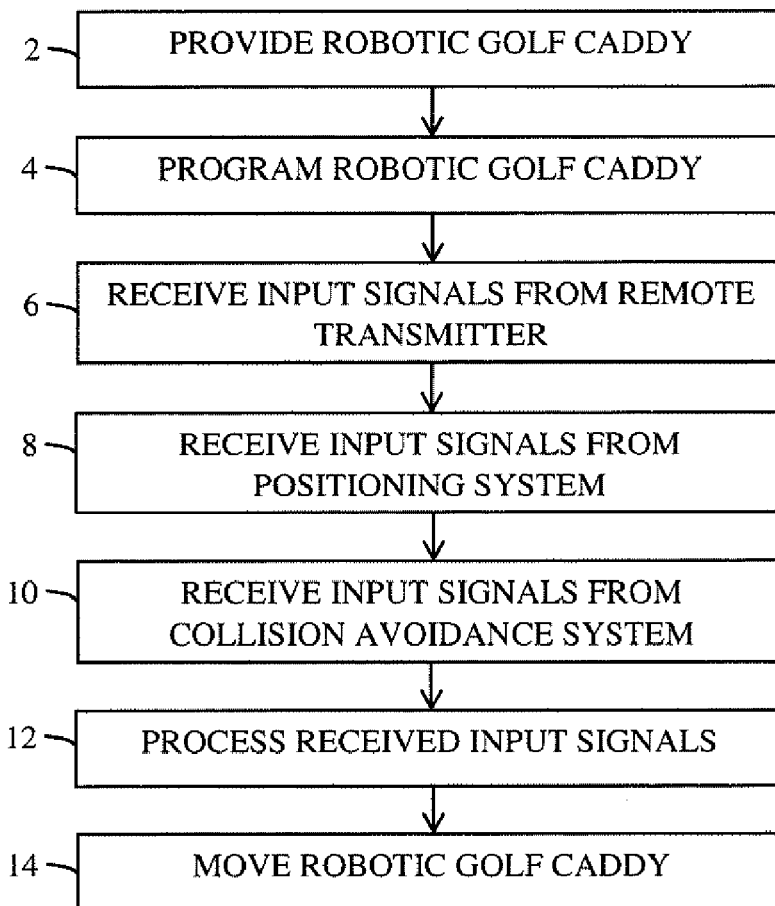 2
PROVIDE ROBOTIC GOLF CADDY
4
PROGRAM ROBOTIC GOLF CADDY
6
RECEIVE INPUT SIGNALS FROM REMOTE
TRANSMITTER
8
RECEIVE INPUT SIGNALS FROM
POSITIONING SYSTEM
10
RECEIVE INPUT SIGNALS FROM
COLLISION AVOIDANCE SYSTEM
12
PROCESS RECEIVED INPUT SIGNALS
14
MOVE ROBOTIC GOLF CADDY